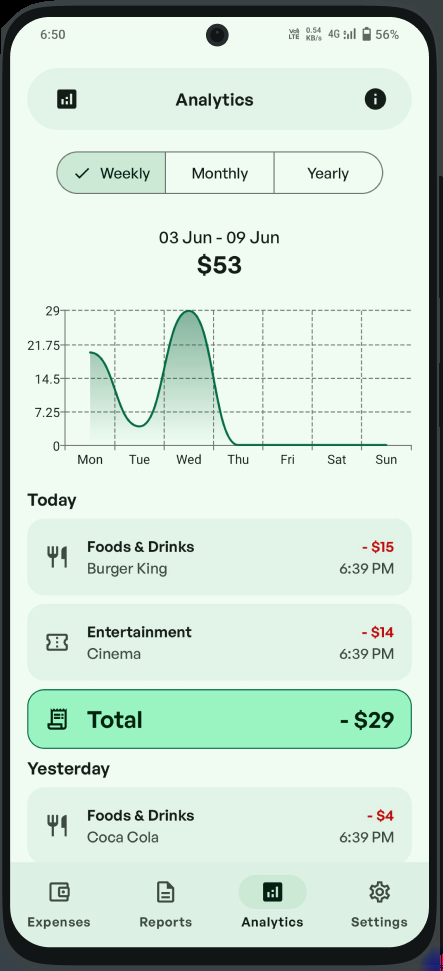 6:50
Vo)) LTE 0.54 KB/s 4G 56%
Analytics
Weekly Monthly Yearly
03 Jun - 09 Jun
$53
29
21.75
14.5
7.25
0
Mon Tue Wed Thu Fri Sat Sun
Today
Foods & Drinks - $15
Burger King 6:39 PM
Entertainment - $14
Cinema 6:39 PM
Total - $29
Yesterday
Foods & Drinks - $4
Coca Cola 6:39 PM
Expenses Reports Analytics Settings